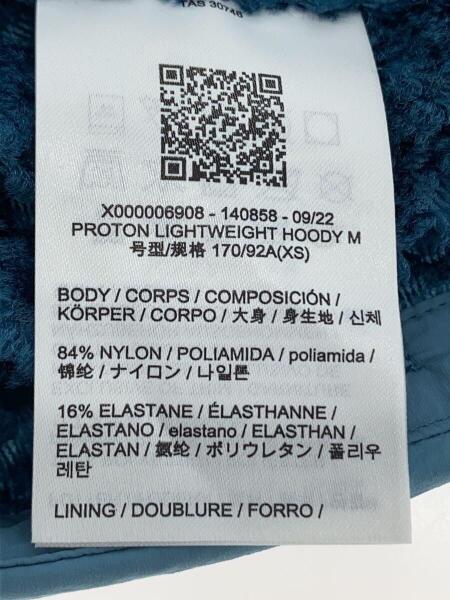 TAS 30748
X000006908 - 140858 - 09/22
PROTON LIGHTWEIGHT HOODY M
号型/规格 170/92A(XS)
BODY / CORPS / COMPOSICIÓN /
KÖRPER / CORPO / 大身 / 身生地 / 신체
84% NYLON / POLIAMIDA / poliamida /
锦纶 / ナイロン / 나일론
16% ELASTANE / ÉLASTHANNE /
ELASTANO / elastano / ELASTHAN /
ELASTAN / 氨纶 / ポリウレタン / 폴리우
레탄
LINING / DOUBLURE / FORRO /